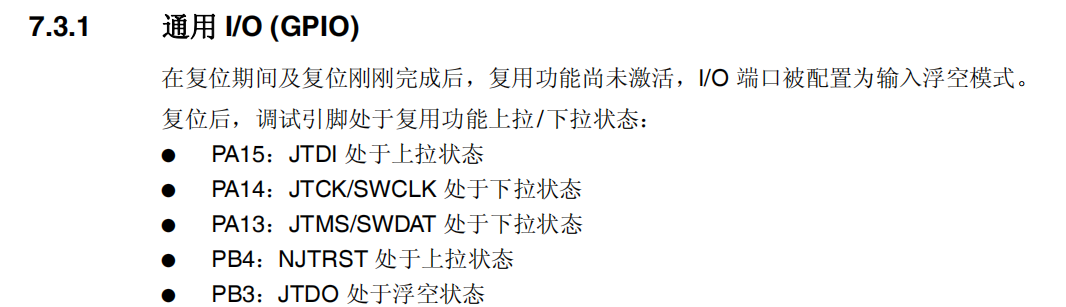 7.3.1 通用 I/O (GPIO)
在复位期间及复位刚刚完成后，复用功能尚未激活，I/O 端口被配置为输入浮空模式。
复位后，调试引脚处于复用功能上拉/下拉状态：
● PA15：JTDI 处于上拉状态
● PA14：JTCK/SWCLK 处于下拉状态
● PA13：JTMS/SWDAT 处于下拉状态
● PB4：NJTRST 处于上拉状态
● PB3：JTDO 处于浮空状态